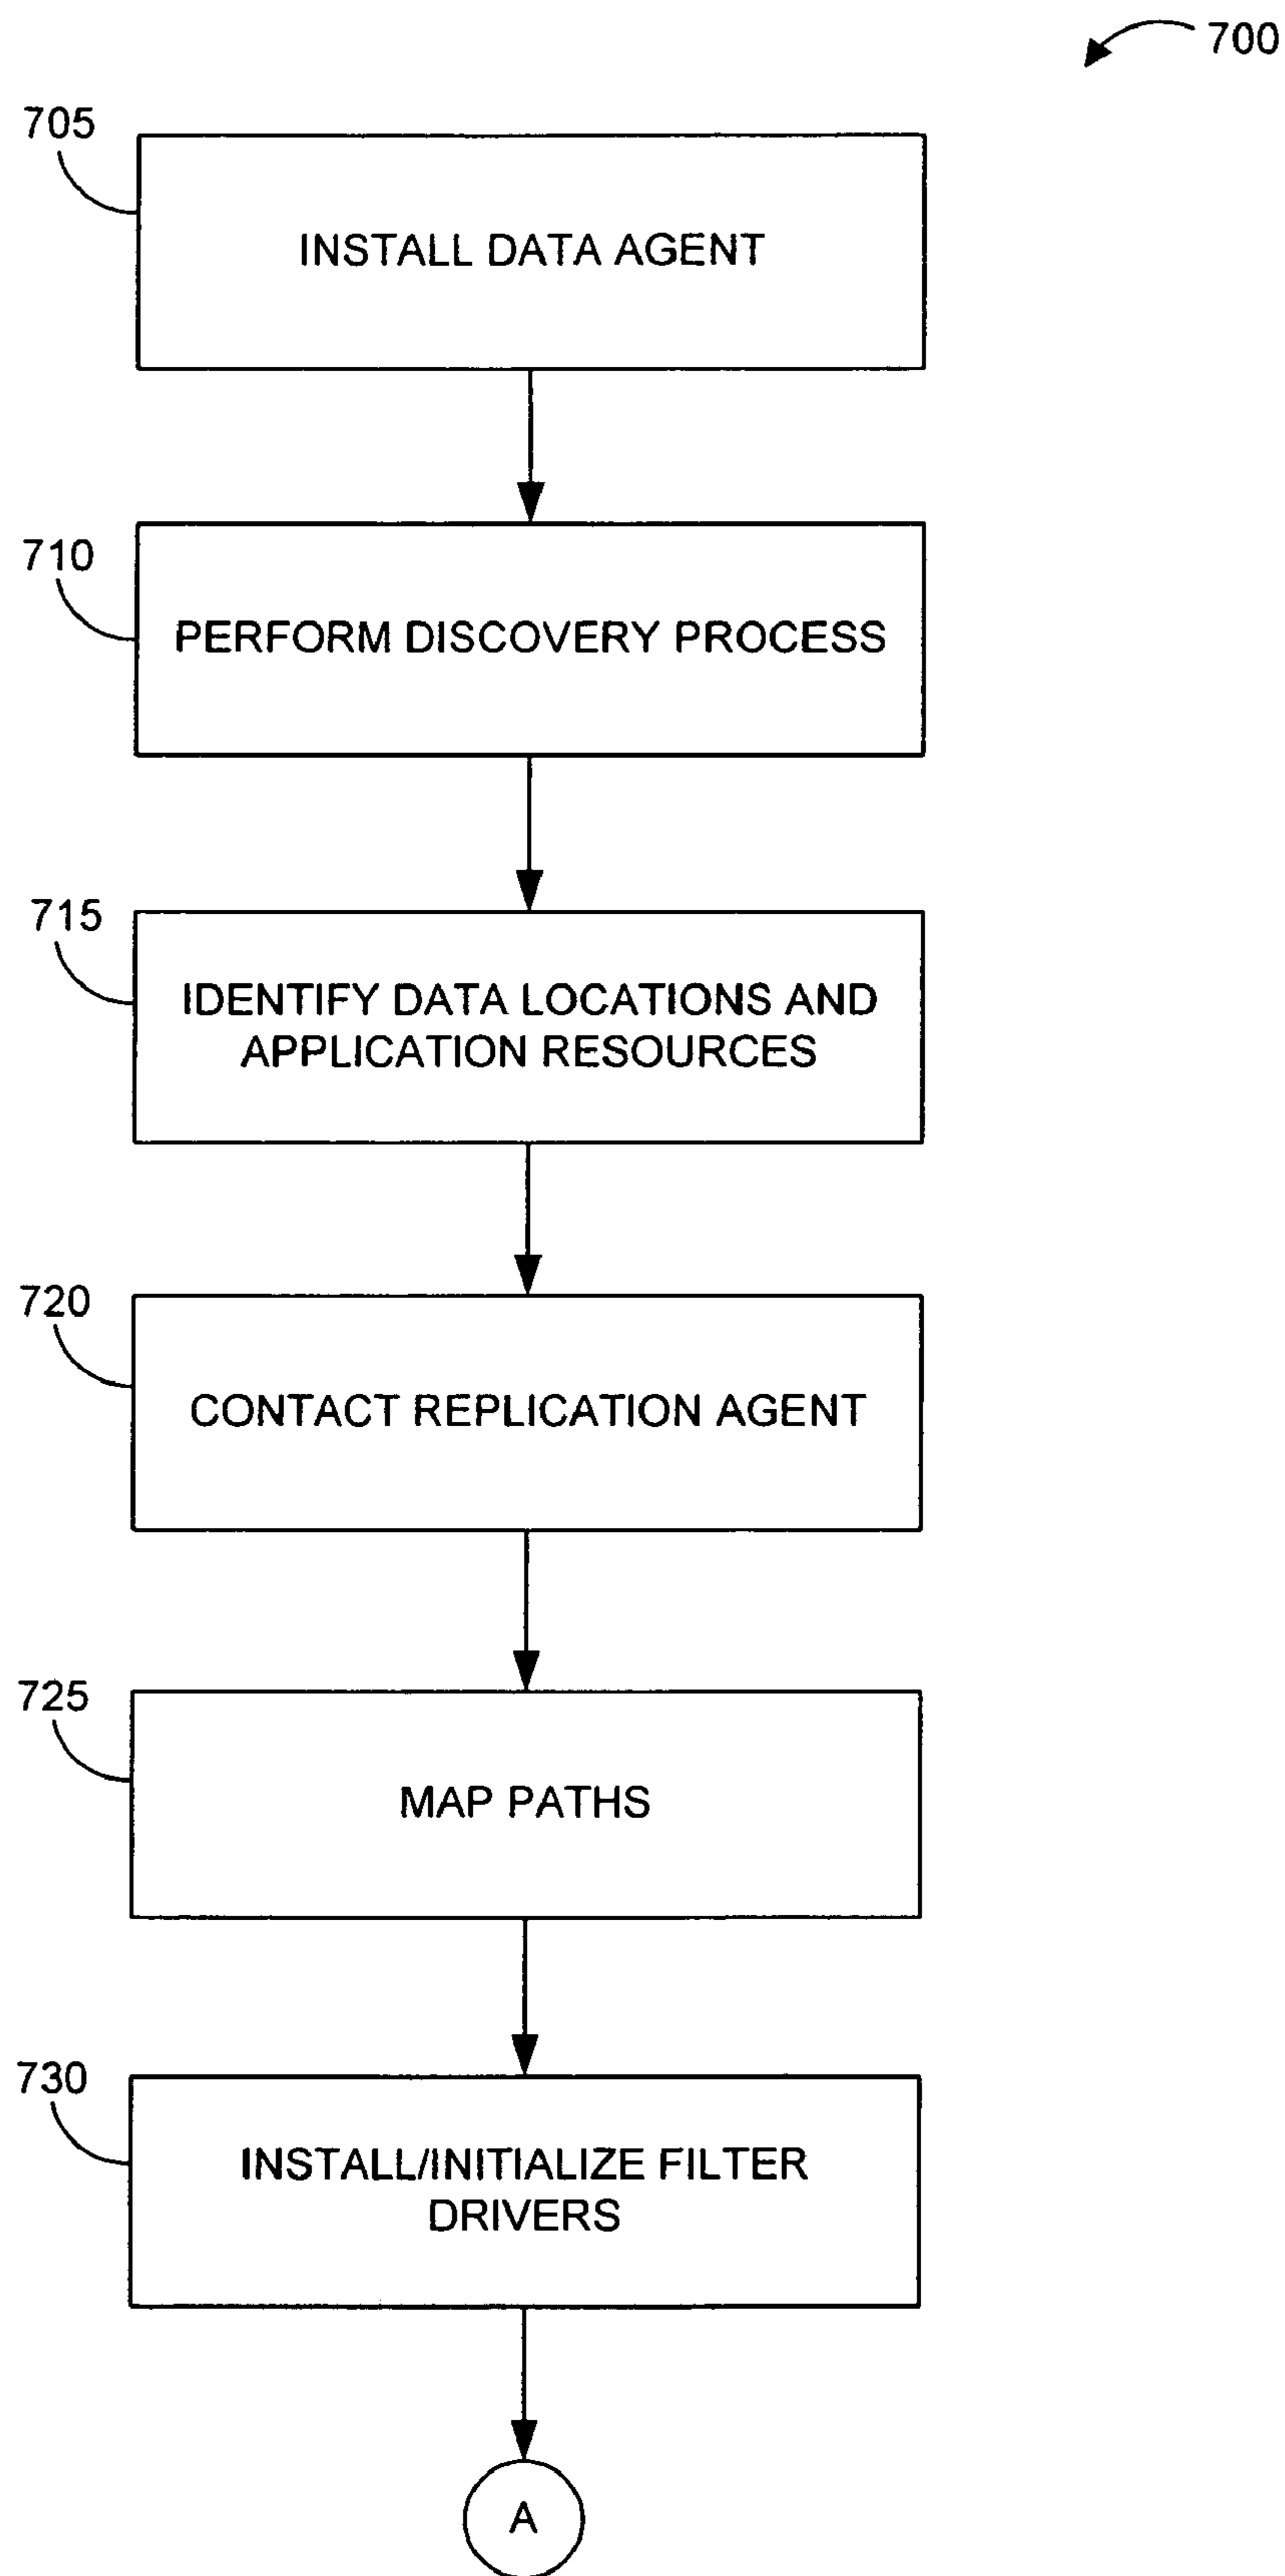 700
705
INSTALL DATA AGENT
710
PERFORM DISCOVERY PROCESS
715
IDENTIFY DATA LOCATIONS AND
APPLICATION RESOURCES
720
CONTACT REPLICATION AGENT
725
MAP PATHS
730
INSTALL/INITIALIZE FILTER
DRIVERS
A